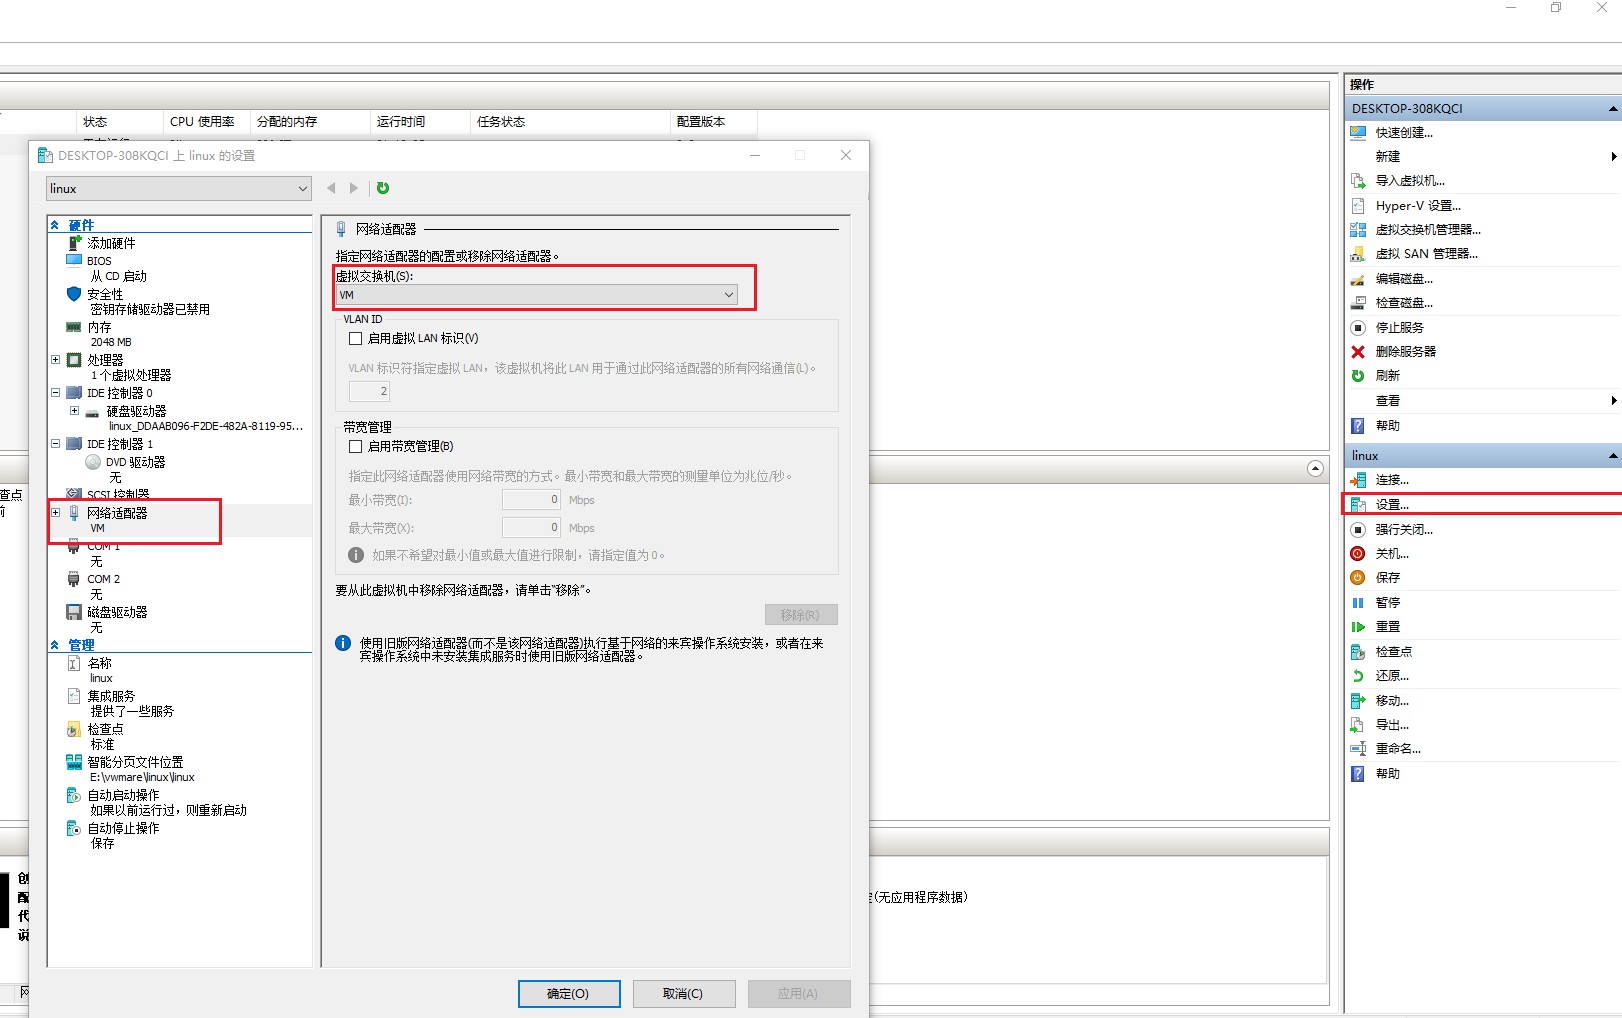 状态
CPU 使用率
分配的内存
运行时间
任务状态
配置版本
DESKTOP-308KQCI 上 linux 的设置
linux
硬件
添加硬件
BIOS
从 CD 启动
安全性
密钥存储驱动器已禁用
内存
2048 MB
处理器
1 个虚拟处理器
IDE 控制器 0
硬盘驱动器
linux_DDAAB096-F2DE-482A-8119-95...
IDE 控制器 1
DVD 驱动器
无
SCSI 控制器
网络适配器
VM
COM 1
无
COM 2
无
磁盘驱动器
无
管理
名称
linux
集成服务
提供了一些服务
检查点
标准
智能分页文件位置
E:\vwmare\linux\linux
自动启动操作
如果以前运行过，则重新启动
自动停止操作
保存
网络适配器
指定网络适配器的配置或移除网络适配器。
虚拟交换机(S):
VM
VLAN ID
启用虚拟 LAN 标识(V)
VLAN 标识符指定虚拟 LAN，该虚拟机将此 LAN 用于通过此网络适配器的所有网络通信(L)。
2
带宽管理
启用带宽管理(B)
指定此网络适配器使用网络带宽的方式。最小带宽和最大带宽的测量单位为兆位/秒。
最小带宽(I):
0
Mbps
最大带宽(X):
0
Mbps
如果不希望对最小值或最大值进行限制，请指定值为 0。
要从此虚拟机中移除网络适配器，请单击“移除”。
移除(R)
使用旧版网络适配器(而不是该网络适配器)执行基于网络的来宾操作系统安装，或者在来
宾操作系统中未安装集成服务时使用旧版网络适配器。
确定(O)
取消(C)
应用(A)
查点
前
创
配
代
说
(无应用程序数据)
操作
DESKTOP-308KQCI
快速创建...
新建
导入虚拟机...
Hyper-V 设置...
虚拟交换机管理器...
虚拟 SAN 管理器...
编辑磁盘...
检查磁盘...
停止服务
删除服务器
刷新
查看
帮助
linux
连接...
设置...
强行关闭...
关机...
保存
暂停
重置
检查点
还原...
移动...
导出...
重命名...
帮助